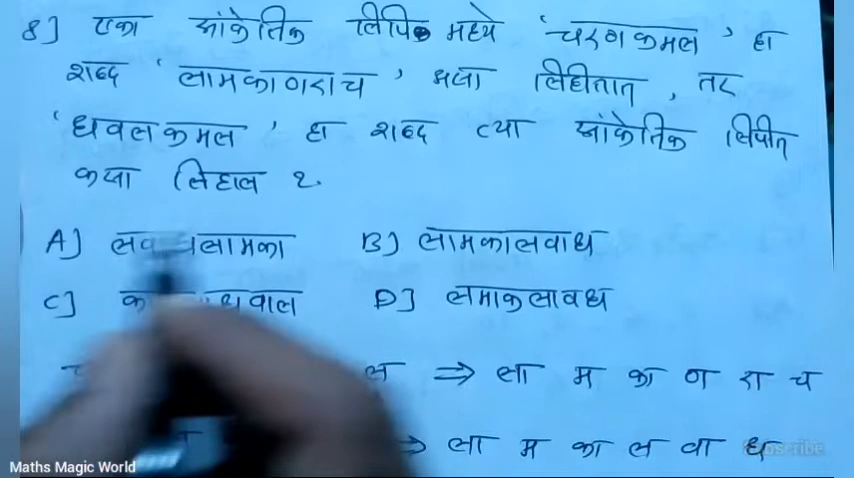 8] एका सांकेतिक लिपि मध्ये 'चरणकमल' हा
शब्द 'लामकाणराच' असा लिहीतात, तर
'धवलकमल' हा शब्द त्या सांकेतिक लिपीत
कसा लिहाल ?.
A] लामका B] लामकालवाध
C] धवाल D] लमाकलावध
ल ⇒ ला म का ण रा च
⇒ ला म का ल वा ध
Maths Magic World